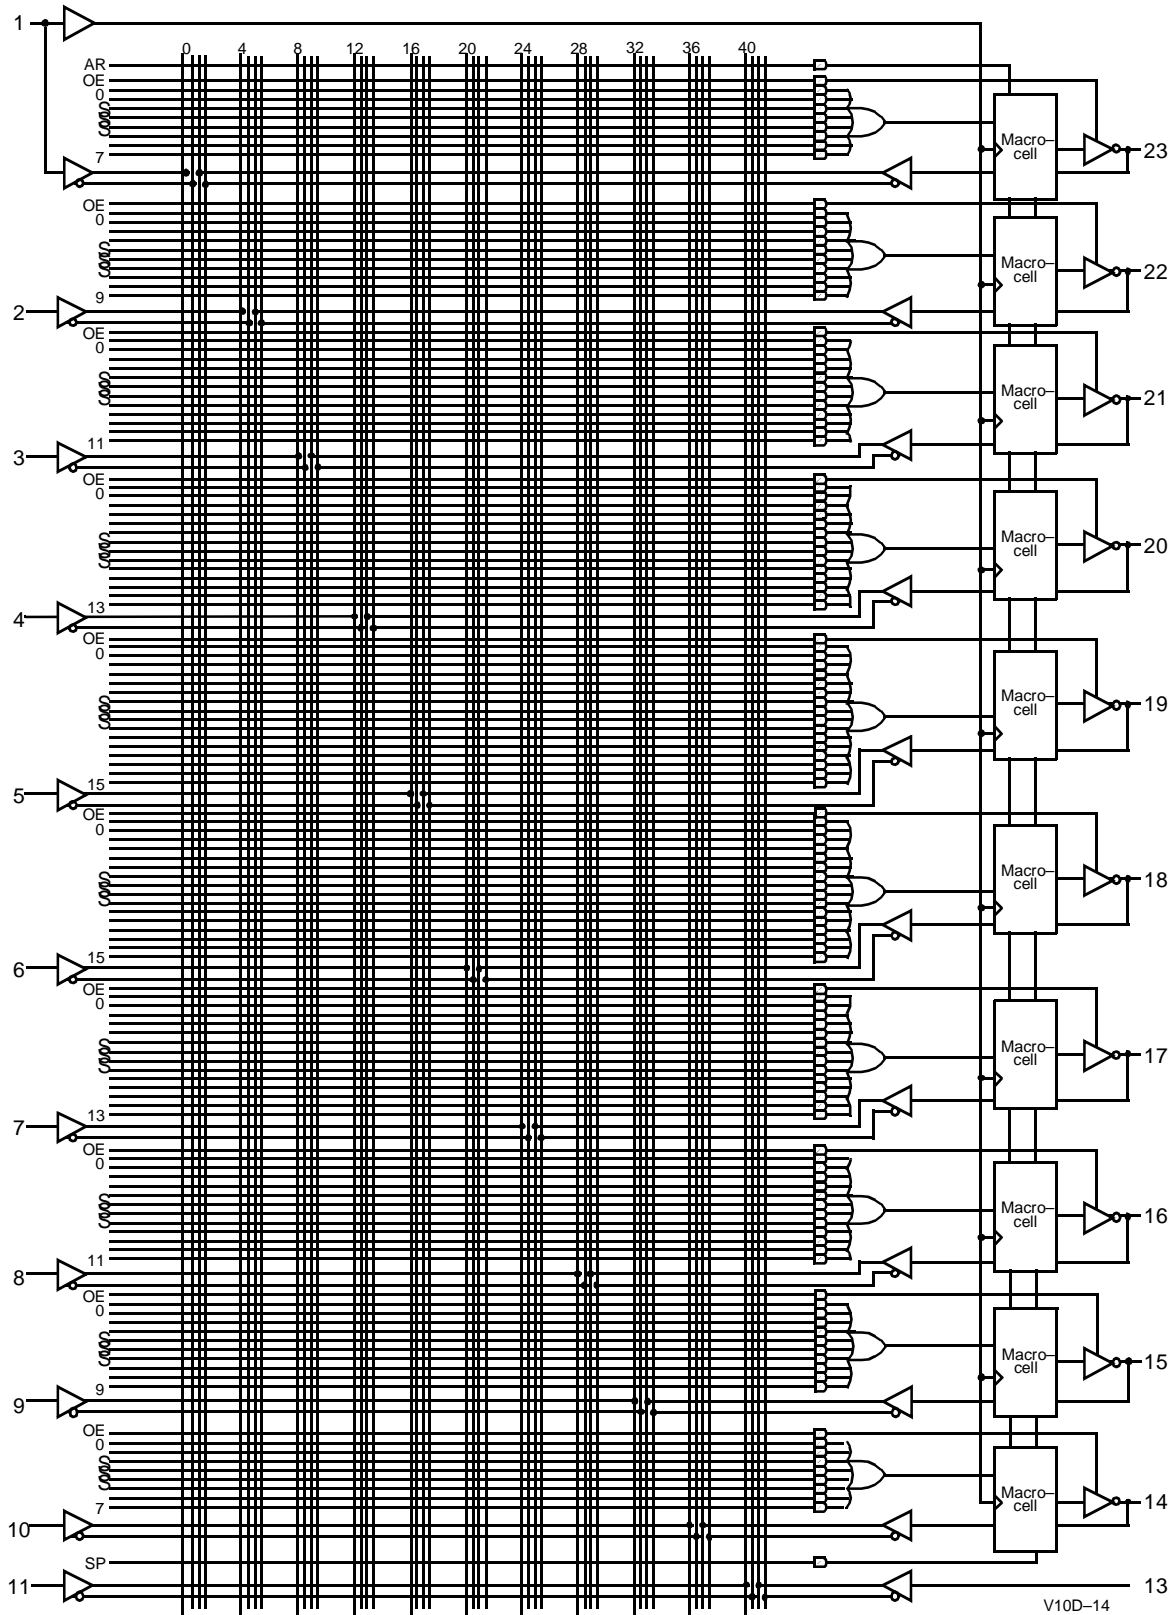 1
0 4 8 12 16 20 24 28 32 36 40
AR
OE
0
S
S
S
Macro–
cell
23
7
OE
0
S
S
S
Macro–
cell
22
9
2
OE
0
S
S
S
Macro–
cell
21
11
3
OE
0
S
S
S
Macro–
cell
20
13
4
OE
0
S
S
S
Macro–
cell
19
15
5
OE
0
S
S
S
Macro–
cell
18
15
6
OE
0
S
S
S
Macro–
cell
17
13
7
OE
0
S
S
S
Macro–
cell
16
11
8
OE
0
S
S
S
Macro–
cell
15
9
9
OE
0
S
S
S
Macro–
cell
14
7
10
SP
11
13
V10D–14